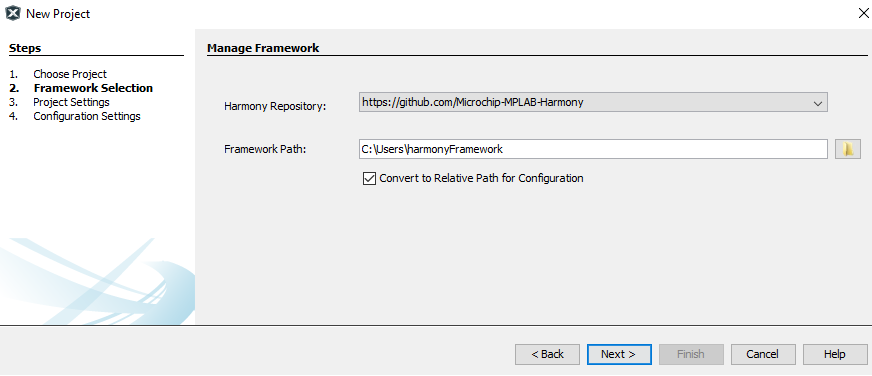 New Project
Steps
1. Choose Project
2. Framework Selection
3. Project Settings
4. Configuration Settings
Manage Framework
Harmony Repository: https://github.com/Microchip-MPLAB-Harmony
Framework Path: C:\Users\harmonyFramework
Convert to Relative Path for Configuration
< Back Next > Finish Cancel Help